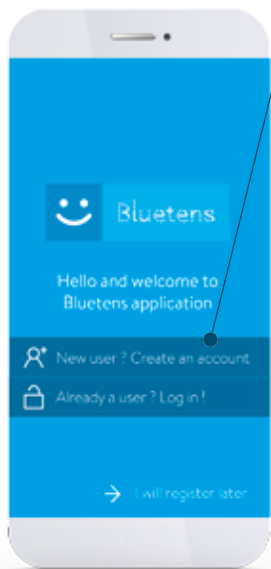 Bluetens
Hello and welcome to
Bluetens application
New user ? Create an account
Already a user ? Log in !
I will register later